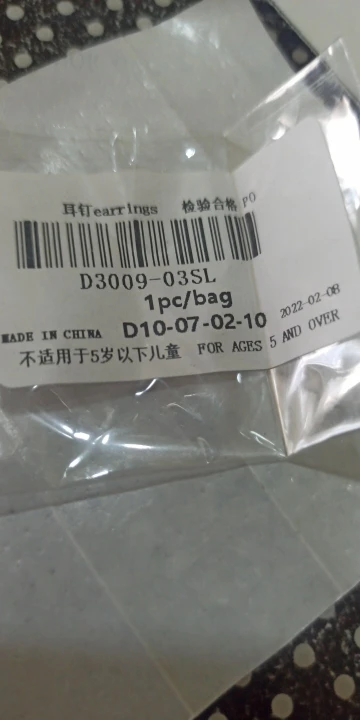 耳钉earrings 检验合格 PO
D3009-03SL
1pc/bag
MADE IN CHINA D10-07-02-10 2022-02-08
不适用于5岁以下儿童 FOR AGES 5 AND OVER